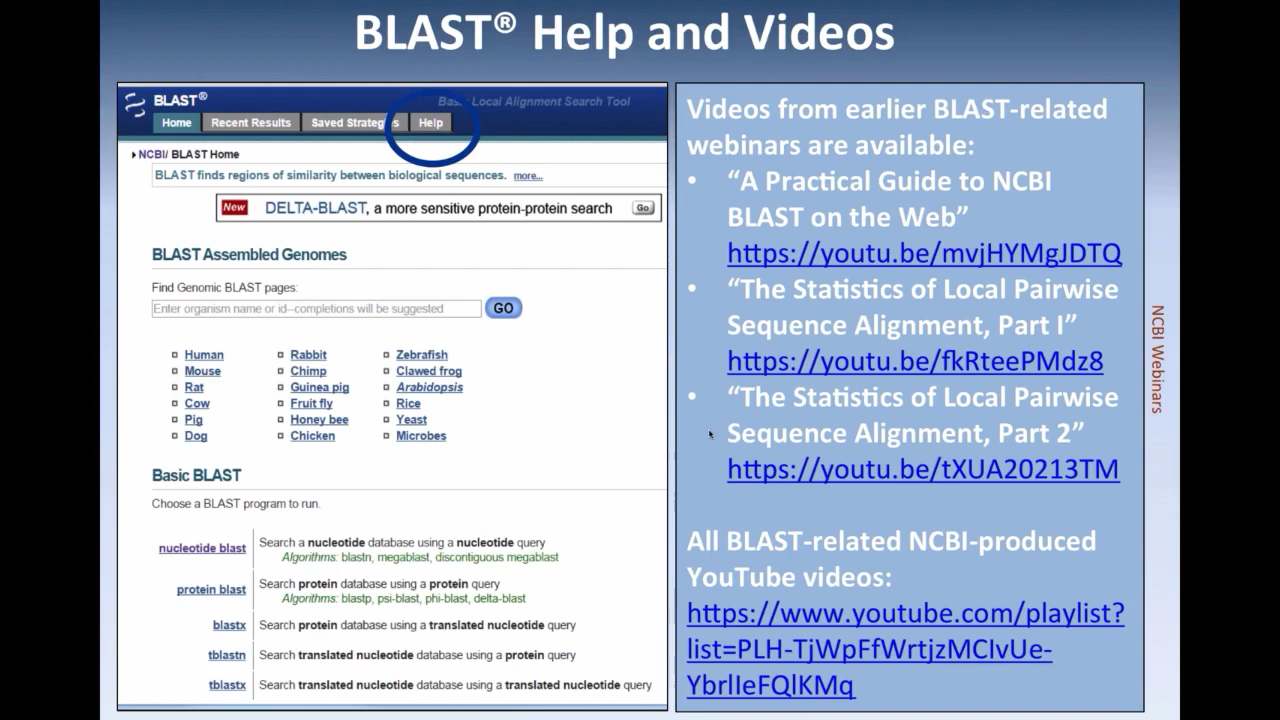 BLAST® Help and Videos
BLAST®
Basic Local Alignment Search Tool
Home Recent Results Saved Strategies Help
NCBI/ BLAST Home
BLAST finds regions of similarity between biological sequences. more...
New DELTA-BLAST, a more sensitive protein-protein search Go
BLAST Assembled Genomes
Find Genomic BLAST pages:
Enter organism name or id--completions will be suggested GO
Human Rabbit Zebrafish
Mouse Chimp Clawed frog
Rat Guinea pig Arabidopsis
Cow Fruit fly Rice
Pig Honey bee Yeast
Dog Chicken Microbes
Basic BLAST
Choose a BLAST program to run.
nucleotide blast Search a nucleotide database using a nucleotide query
Algorithms: blastn, megablast, discontiguous megablast
protein blast Search protein database using a protein query
Algorithms: blastp, psi-blast, phi-blast, delta-blast
blastx Search protein database using a translated nucleotide query
tblastn Search translated nucleotide database using a protein query
tblastx Search translated nucleotide database using a translated nucleotide query
Videos from earlier BLAST-related
webinars are available:
• “A Practical Guide to NCBI
BLAST on the Web”
https://youtu.be/mvjHYMgJDTQ
• “The Statistics of Local Pairwise
Sequence Alignment, Part I”
https://youtu.be/fkRteePMdz8
• “The Statistics of Local Pairwise
Sequence Alignment, Part 2”
https://youtu.be/tXUA20213TM
All BLAST-related NCBI-produced
YouTube videos:
https://www.youtube.com/playlist?
list=PLH-TjWpFfWrtjzMCIvUe-
YbrlIeFQlKMq
NCBI Webinars